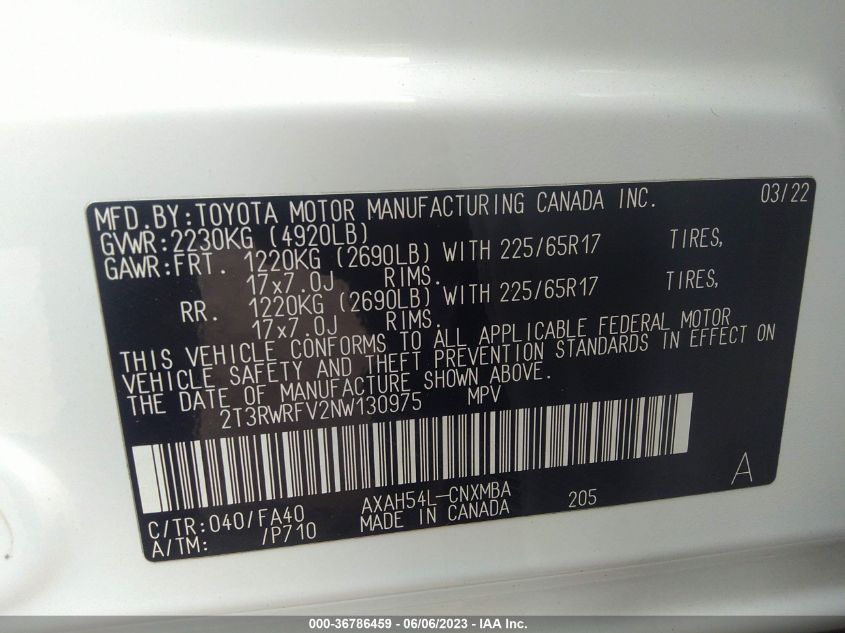 MFD.BY:TOYOTA MOTOR MANUFACTURING CANADA INC. 03/22
GVWR:2230KG (4920LB)
GAWR:FRT. 1220KG (2690LB) WITH 225/65R17 TIRES,
17x7.0J RIMS.
RR. 1220KG (2690LB) WITH 225/65R17 TIRES,
17x7.0J RIMS.
THIS VEHICLE CONFORMS TO ALL APPLICABLE FEDERAL MOTOR
VEHICLE SAFETY AND THEFT PREVENTION STANDARDS IN EFFECT ON
THE DATE OF MANUFACTURE SHOWN ABOVE.
2T3RWRFV2NW130975 MPV
A
C/TR:040/FA40 AXAH54L-CNXMBA 205
A/TM: /P710 MADE IN CANADA
000-36786459 - 06/06/2023 - IAA Inc.